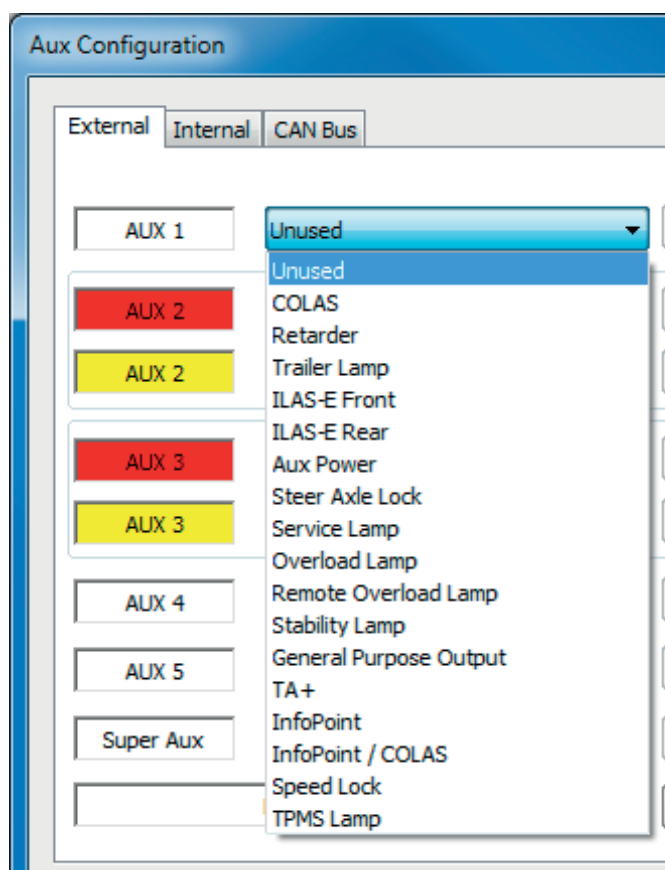 Aux Configuration
External Internal CAN Bus
AUX 1 Unused
Unused
AUX 2 COLAS
Retarder
AUX 2 Trailer Lamp
ILAS-E Front
ILAS-E Rear
AUX 3 Aux Power
Steer Axle Lock
AUX 3 Service Lamp
Overload Lamp
AUX 4 Remote Overload Lamp
Stability Lamp
AUX 5 General Purpose Output
TA+
Super Aux InfoPoint
InfoPoint / COLAS
Speed Lock
TPMS Lamp